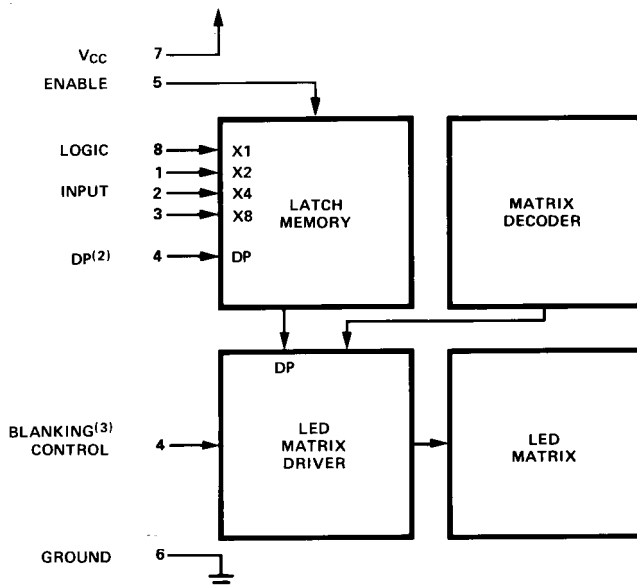 VCC 7
ENABLE 5
LOGIC 8 X1
1 X2
INPUT 2 X4
3 X8
DP(2) 4 DP
LATCH
MEMORY
MATRIX
DECODER
DP
BLANKING(3)
CONTROL 4
LED
MATRIX
DRIVER
LED
MATRIX
GROUND 6